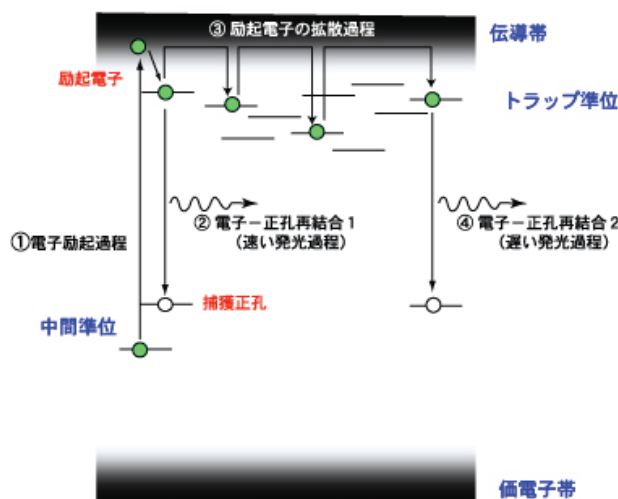 ③ 励起電子の拡散過程
伝導帯
励起電子
トラップ準位
② 電子－正孔再結合1
(速い発光過程)
④ 電子－正孔再結合2
(遅い発光過程)
①電子励起過程
捕獲正孔
中間準位
価電子帯